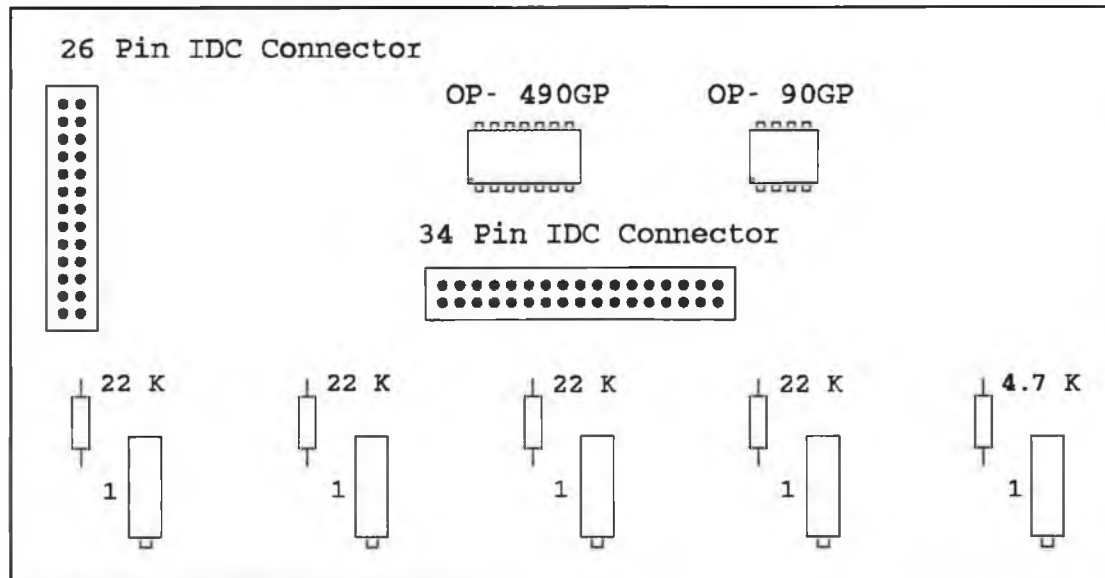 26 Pin IDC Connector
OP- 490GP
OP- 90GP
34 Pin IDC Connector
22 K
22 K
22 K
22 K
4.7 K
1
1
1
1
1